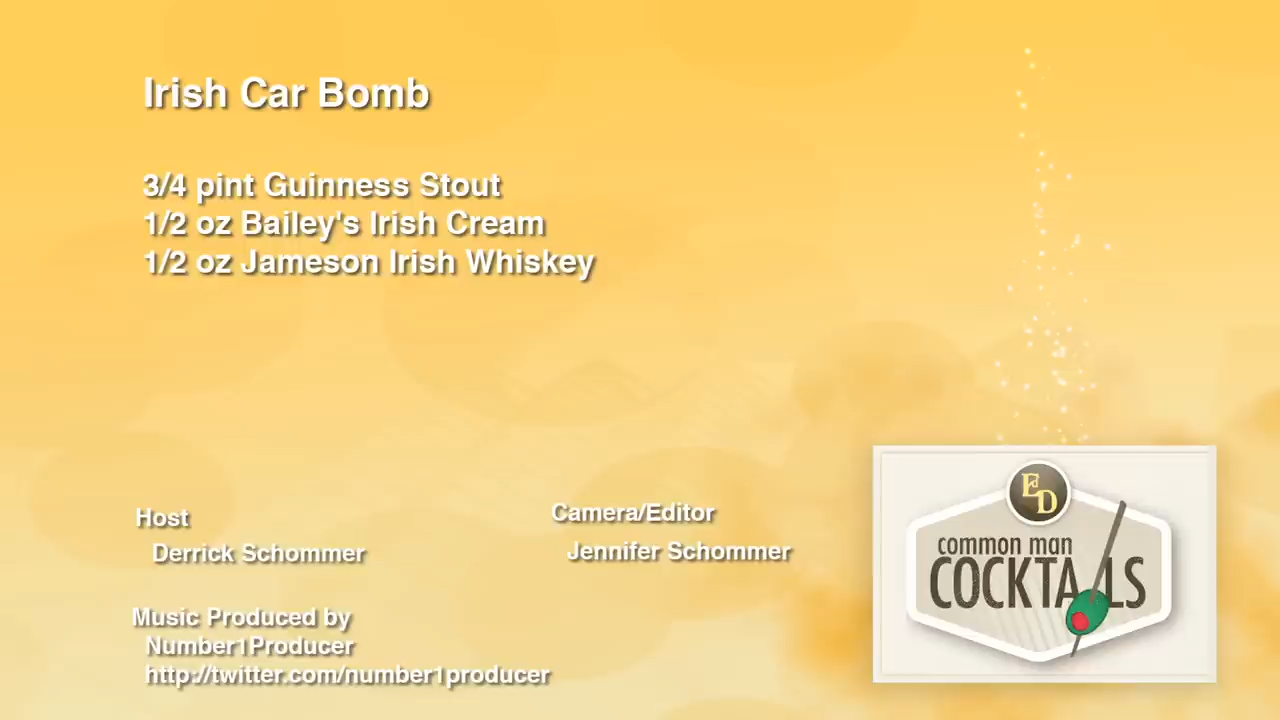 Irish Car Bomb
3/4 pint Guinness Stout
1/2 oz Bailey's Irish Cream
1/2 oz Jameson Irish Whiskey
Host
Derrick Schommer
Camera/Editor
Jennifer Schommer
Music Produced by
Number1Producer
http://twitter.com/number1producer
Ed
common man
COCKTAILS